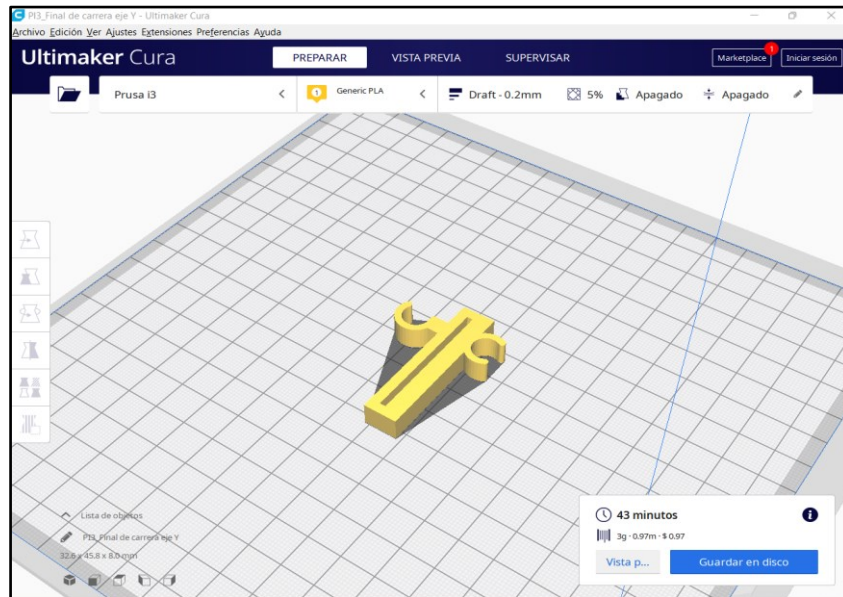 PI3_Final de carrera eje Y - Ultimaker Cura
Archivo Edición Ver Ajustes Extensiones Preferencias Ayuda
Ultimaker Cura PREPARAR VISTA PREVIA SUPERVISAR Marketplace 1 Iniciar sesión
Prusa i3 1 Generic PLA Draft - 0.2mm 5% Apagado Apagado
Lista de objetos
PI3_Final de carrera eje Y
32.6 x 45.8 x 8.0 mm
43 minutos
3g · 0.97m · $ 0.97
Vista p... Guardar en disco